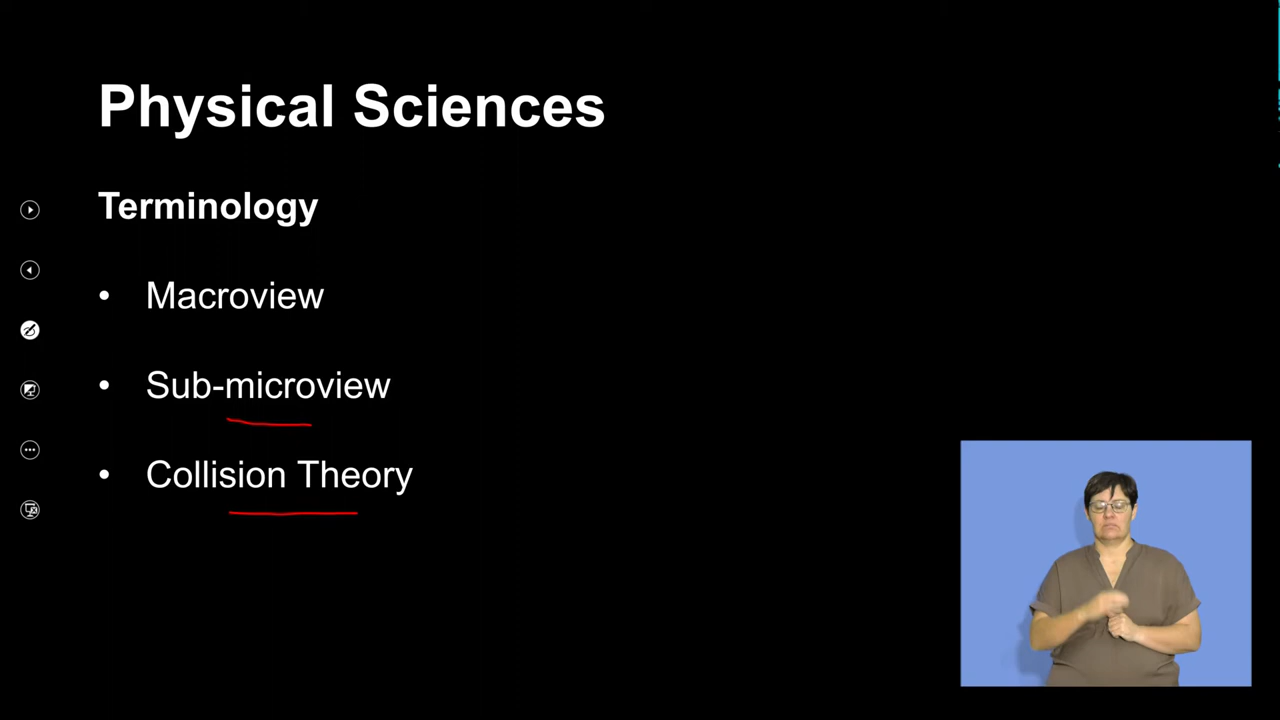 Physical Sciences
Terminology
• Macroview
• Sub-microview
• Collision Theory